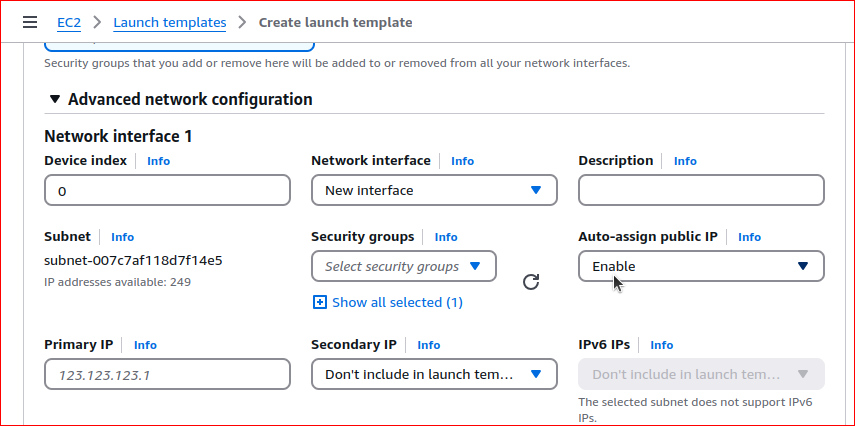 EC2 > Launch templates > Create launch template
Security groups that you add or remove here will be added to or removed from all your network interfaces.
Advanced network configuration
Network interface 1
Device index Info Network interface Info Description Info
0 New interface
Subnet Info Security groups Info Auto-assign public IP Info
subnet-007c7af118d7f14e5 Select security groups Enable
IP addresses available: 249
Show all selected (1)
Primary IP Info Secondary IP Info IPv6 IPs Info
123.123.123.1 Don't include in launch tem... Don't include in launch tem...
The selected subnet does not support IPv6
IPs.